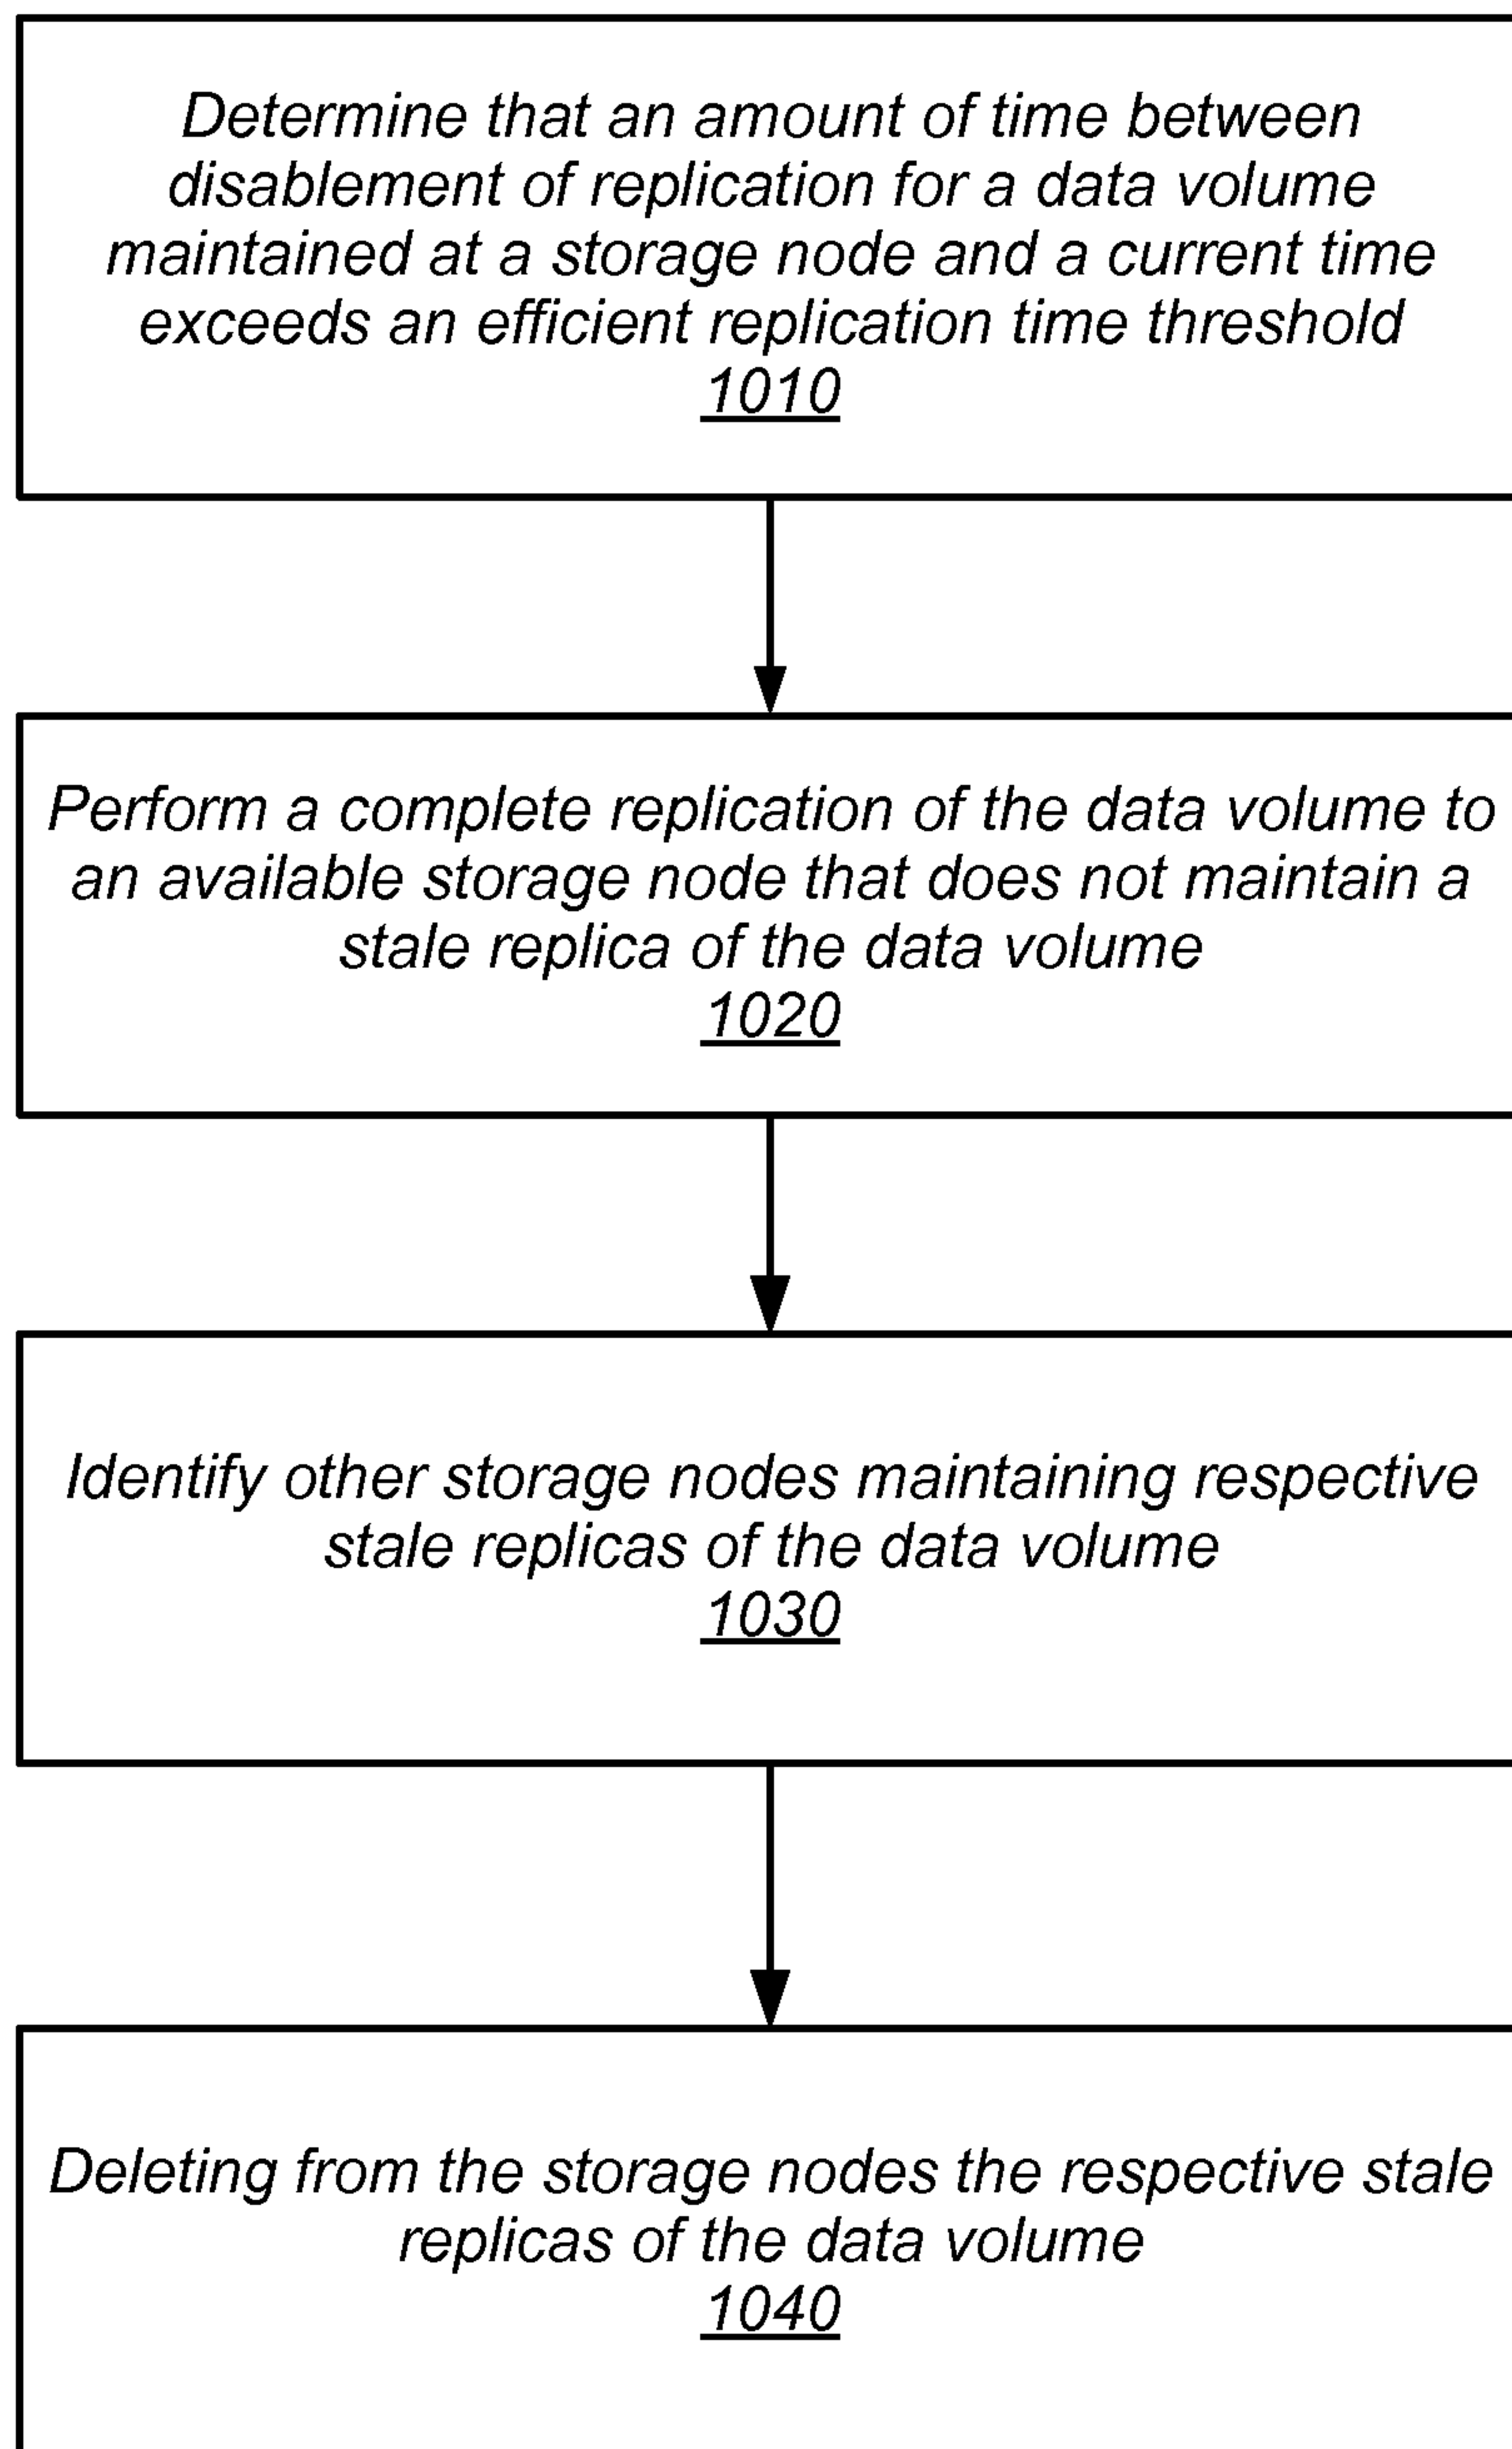 Determine that an amount of time between
disablement of replication for a data volume
maintained at a storage node and a current time
exceeds an efficient replication time threshold
1010
Perform a complete replication of the data volume to
an available storage node that does not maintain a
stale replica of the data volume
1020
Identify other storage nodes maintaining respective
stale replicas of the data volume
1030
Deleting from the storage nodes the respective stale
replicas of the data volume
1040